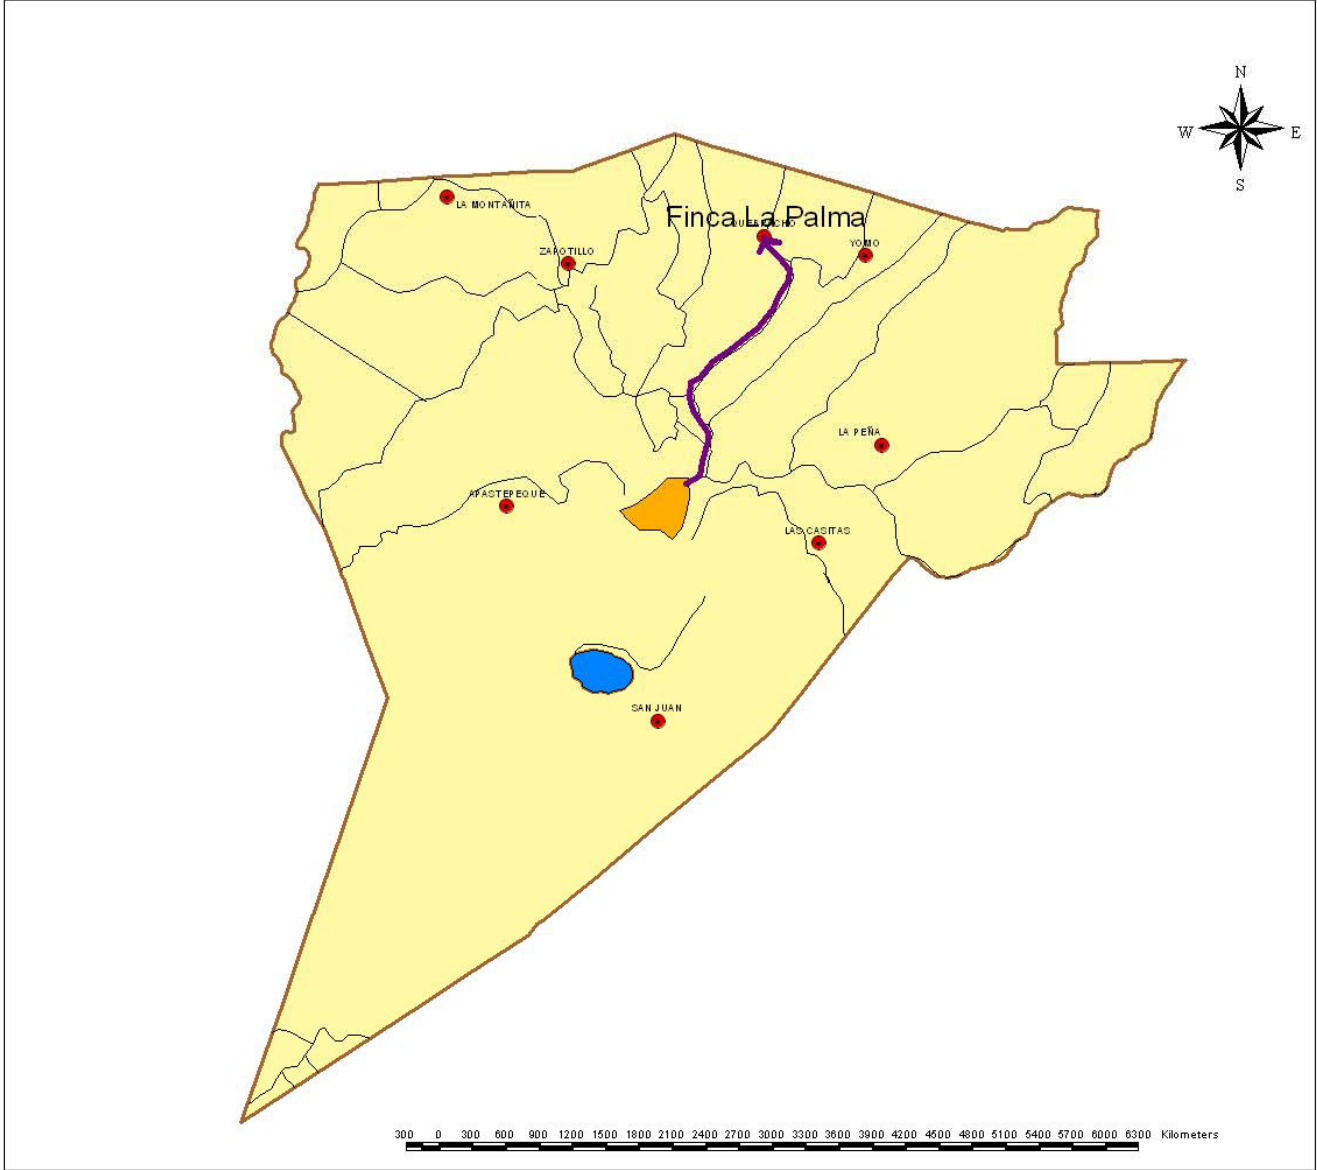 N
W E
S
LA MONTAÑITA
Finca La Palma
ZAPOTILLO
YOMO
LA PEÑA
APASTEPEQUE
LAS CASITAS
SAN JUAN
300 0 300 600 900 1200 1500 1800 2100 2400 2700 3000 3300 3600 3900 4200 4500 4800 5100 5400 5700 6000 6300 Kilometers